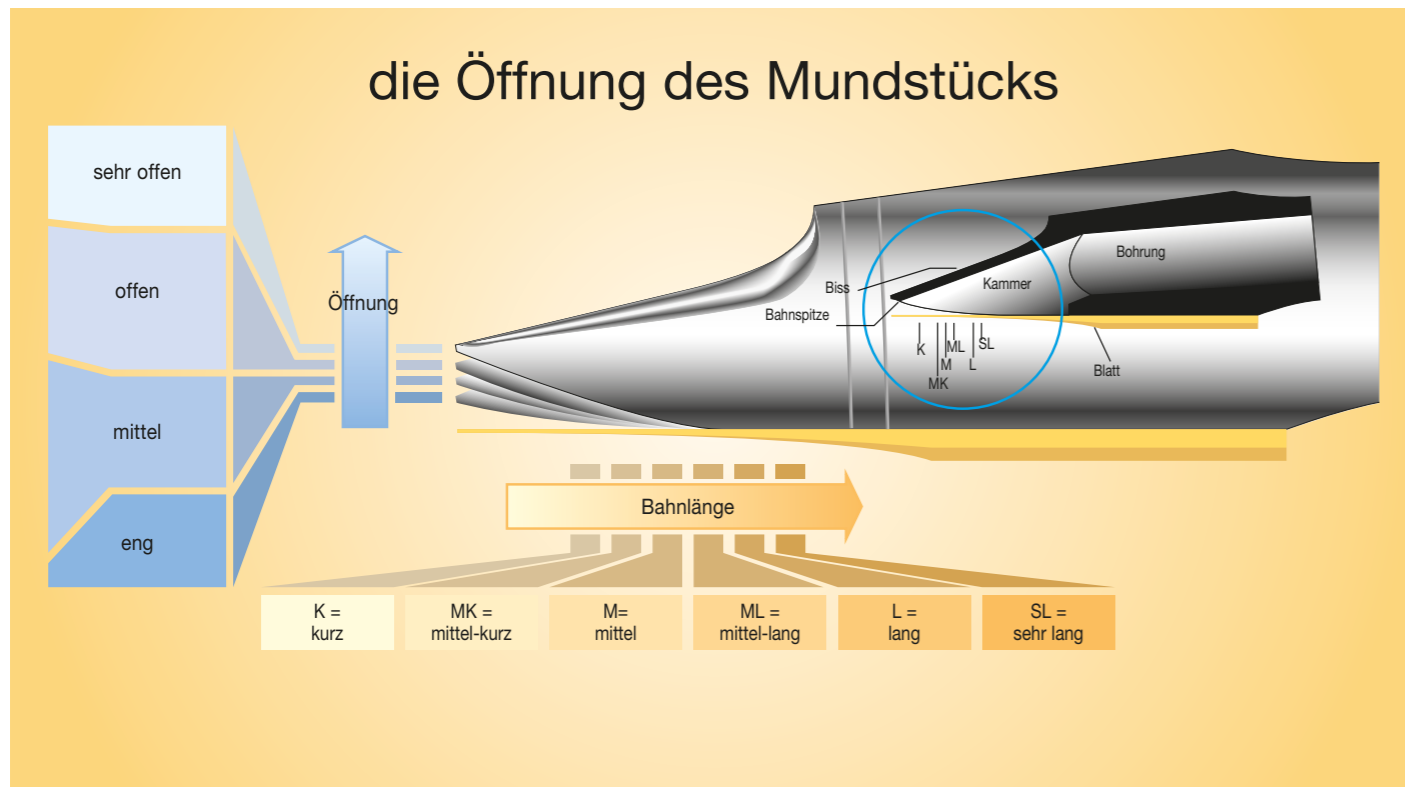 die Öffnung des Mundstücks
sehr offen
offen
mittel
eng
Öffnung
Biss
Bahnspitze
Kammer
Bohrung
K
MK
M
ML
L
SL
Blatt
Bahnlänge
K =
kurz
MK =
mittel-kurz
M=
mittel
ML =
mittel-lang
L =
lang
SL =
sehr lang